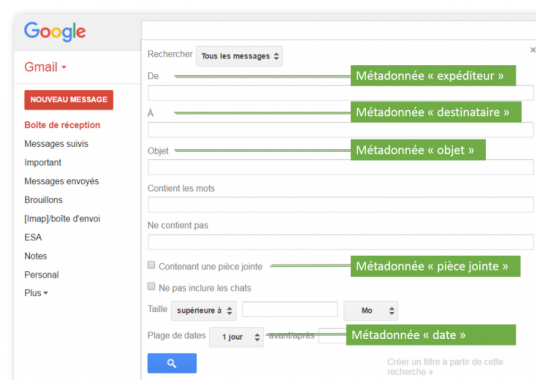 Google
Gmail
NOUVEAU MESSAGE
Boîte de réception
Messages suivis
Important
Messages envoyés
Brouillons
[Imap]/boîte d'envoi
ESA
Notes
Personal
Plus
Rechercher Tous les messages
×
De Métadonnée « expéditeur »
À Métadonnée « destinataire »
Objet Métadonnée « objet »
Contient les mots
Ne contient pas
Contenant une pièce jointe Métadonnée « pièce jointe »
Ne pas inclure les chats
Taille supérieure à Mo
Plage de dates 1 jour avant/après Métadonnée « date »
Créer un filtre à partir de cette
recherche »